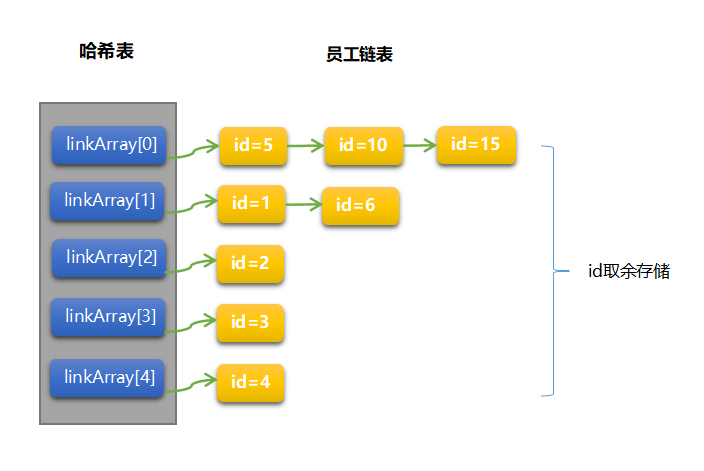 哈希表
员工链表
linkArray[0]
id=5
id=10
id=15
linkArray[1]
id=1
id=6
linkArray[2]
id=2
id取余存储
linkArray[3]
id=3
linkArray[4]
id=4